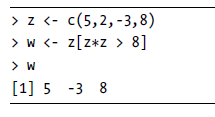 > z <- c(5,2,-3,8)
> w <- z[z*z > 8]
> w
[1] 5 -3 8